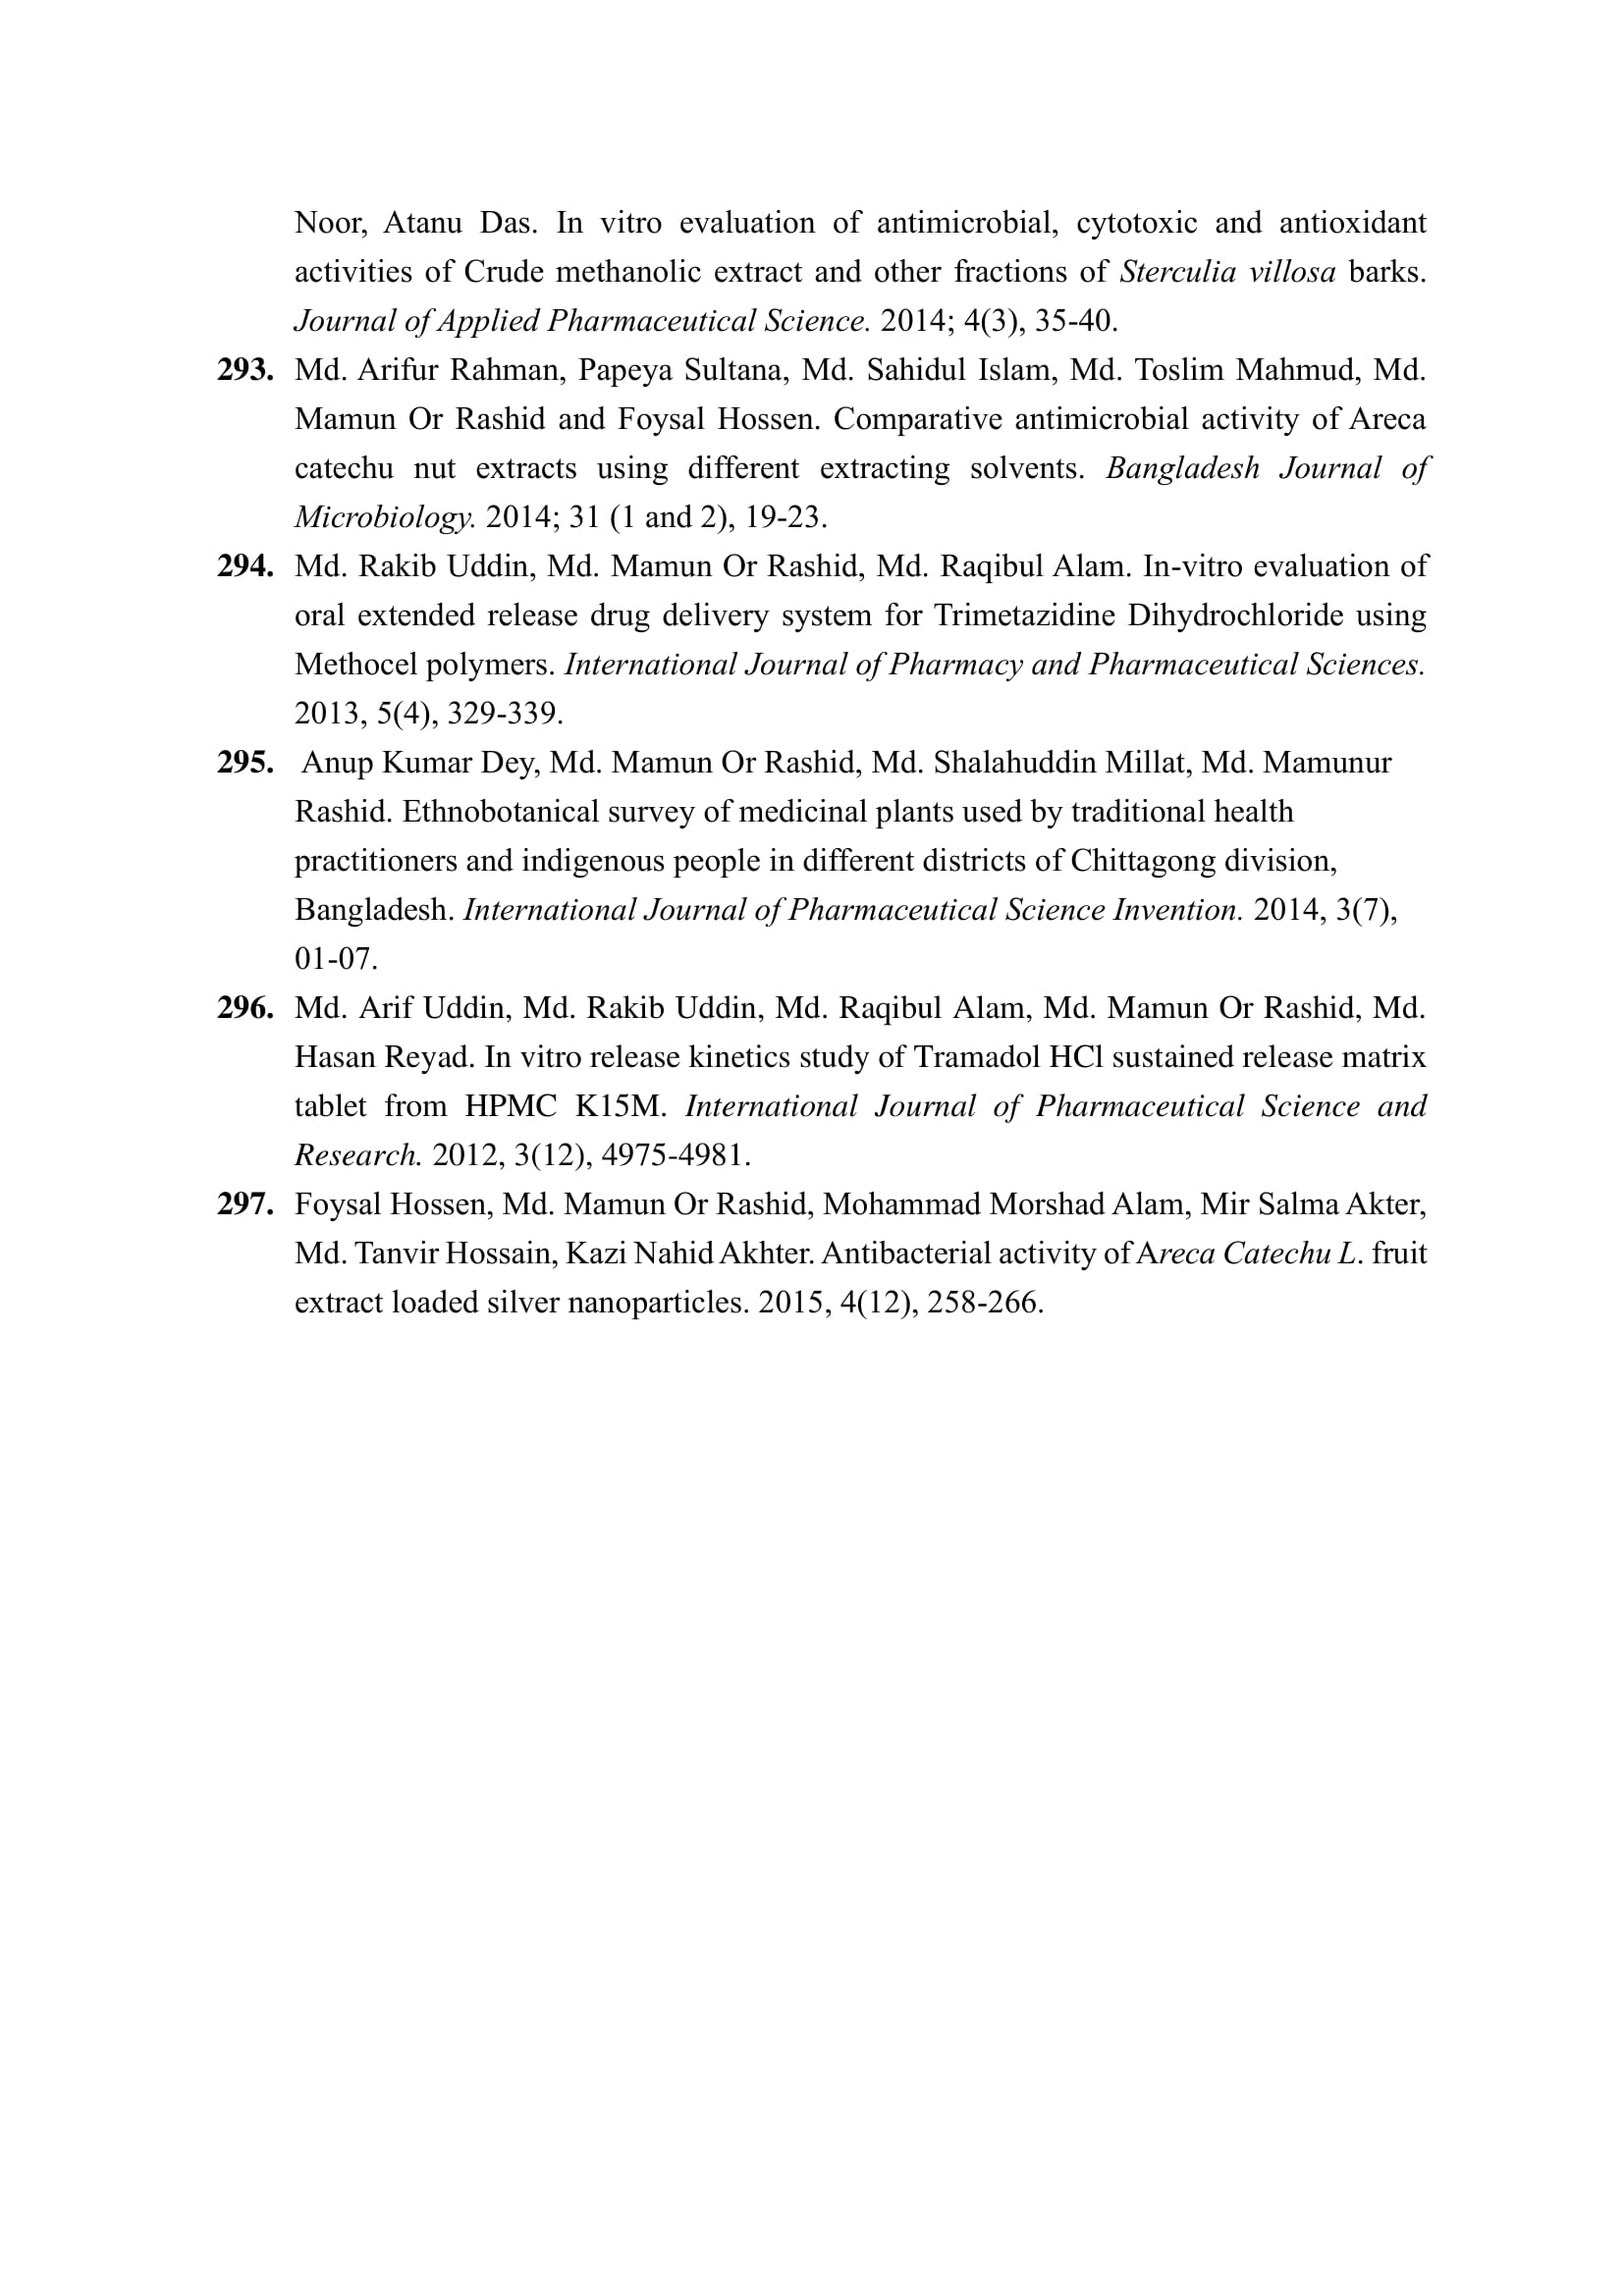 Noor, Atanu Das. In vitro evaluation of antimicrobial, cytotoxic and antioxidant
activities of Crude methanolic extract and other fractions of Sterculia villosa barks.
Journal of Applied Pharmaceutical Science. 2014; 4(3), 35-40.
293. Md. Arifur Rahman, Papeya Sultana, Md. Sahidul Islam, Md. Toslim Mahmud, Md.
Mamun Or Rashid and Foysal Hossen. Comparative antimicrobial activity of Areca
catechu nut extracts using different extracting solvents. Bangladesh Journal of
Microbiology. 2014; 31 (1 and 2), 19-23.
294. Md. Rakib Uddin, Md. Mamun Or Rashid, Md. Raqibul Alam. In-vitro evaluation of
oral extended release drug delivery system for Trimetazidine Dihydrochloride using
Methocel polymers. International Journal of Pharmacy and Pharmaceutical Sciences.
2013, 5(4), 329-339.
295. Anup Kumar Dey, Md. Mamun Or Rashid, Md. Shalahuddin Millat, Md. Mamunur
Rashid. Ethnobotanical survey of medicinal plants used by traditional health
practitioners and indigenous people in different districts of Chittagong division,
Bangladesh. International Journal of Pharmaceutical Science Invention. 2014, 3(7),
01-07.
296. Md. Arif Uddin, Md. Rakib Uddin, Md. Raqibul Alam, Md. Mamun Or Rashid, Md.
Hasan Reyad. In vitro release kinetics study of Tramadol HCl sustained release matrix
tablet from HPMC K15M. International Journal of Pharmaceutical Science and
Research. 2012, 3(12), 4975-4981.
297. Foysal Hossen, Md. Mamun Or Rashid, Mohammad Morshad Alam, Mir Salma Akter,
Md. Tanvir Hossain, Kazi Nahid Akhter. Antibacterial activity of Areca Catechu L. fruit
extract loaded silver nanoparticles. 2015, 4(12), 258-266.